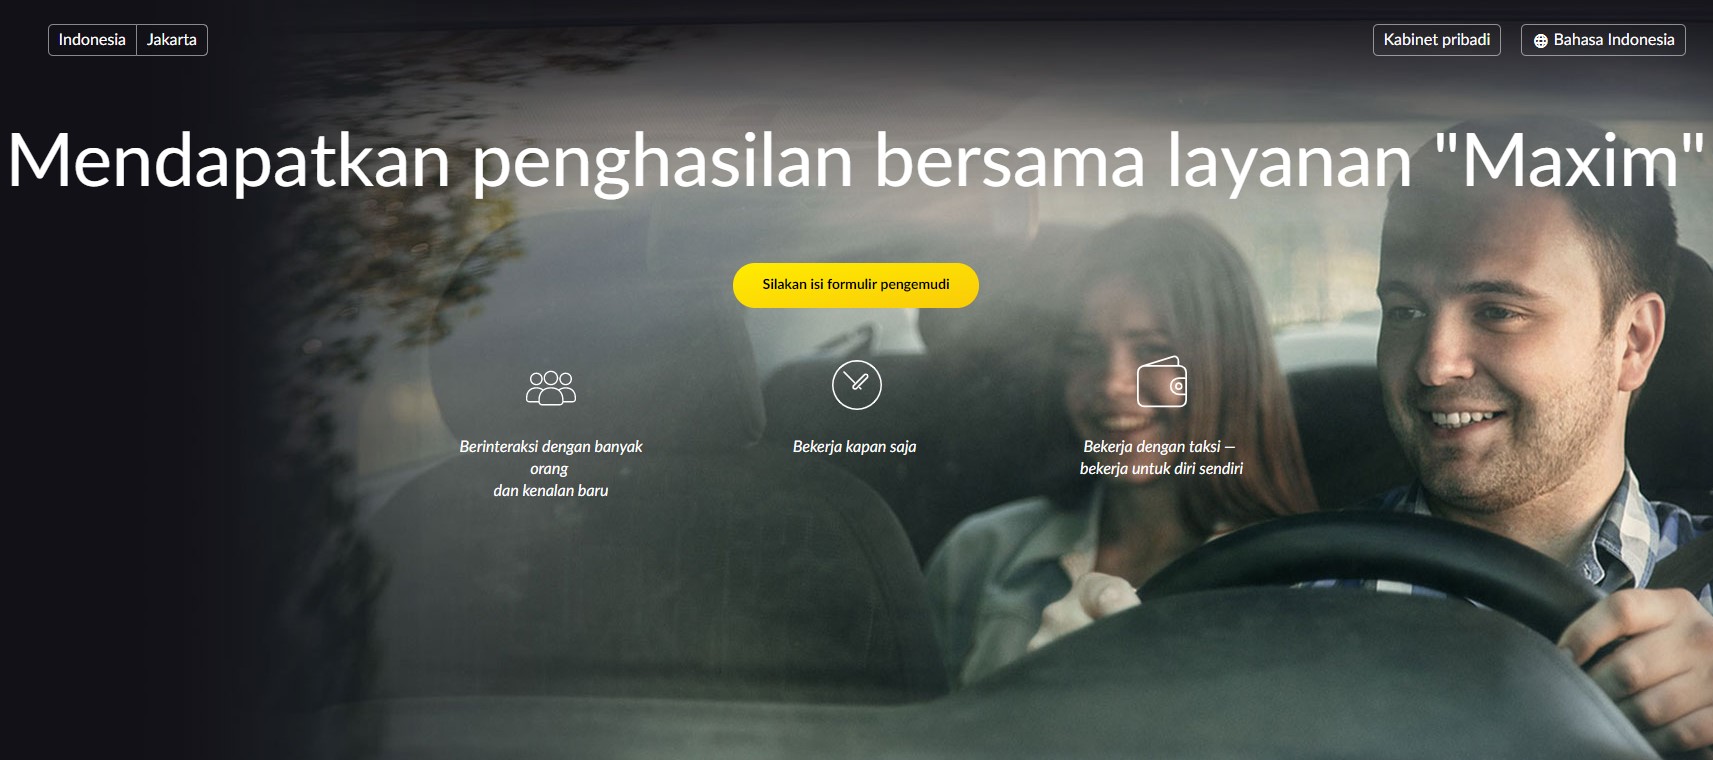 Indonesia Jakarta Kabinet pribadi Bahasa Indonesia
Mendapatkan penghasilan bersama layanan "Maxim"
Silakan isi formulir pengemudi
Berinteraksi dengan banyak
orang
dan kenalan baru
Bekerja kapan saja
Bekerja dengan taksi —
bekerja untuk diri sendiri